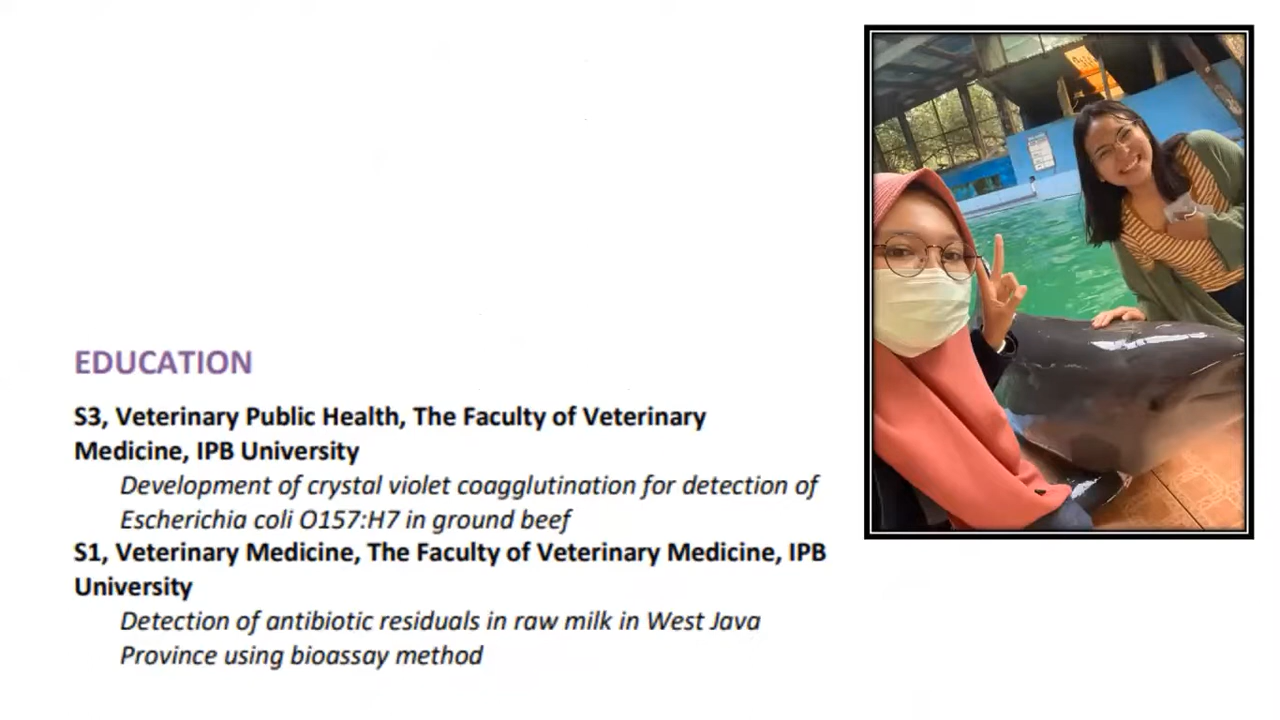 EDUCATION
S3, Veterinary Public Health, The Faculty of Veterinary
Medicine, IPB University
Development of crystal violet coagglutination for detection of
Escherichia coli O157:H7 in ground beef
S1, Veterinary Medicine, The Faculty of Veterinary Medicine, IPB
University
Detection of antibiotic residuals in raw milk in West Java
Province using bioassay method